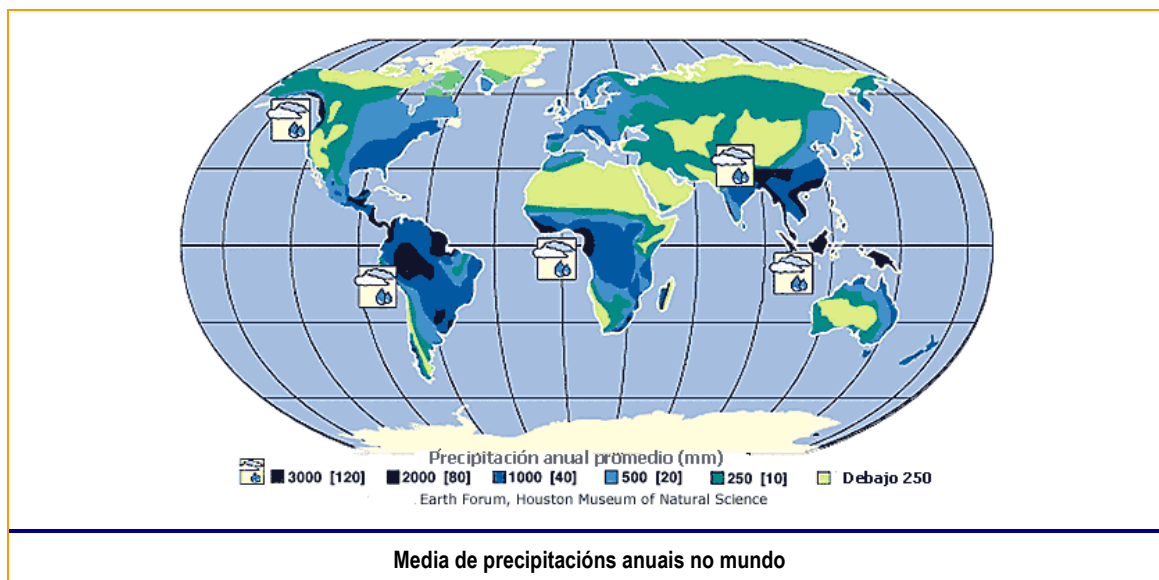 Precipitación anual promedio (mm)
3000 [120] 2000 [80] 1000 [40] 500 [20] 250 [10] Debajo 250
Earth Forum, Houston Museum of Natural Science
Media de precipitacións anuais no mundo